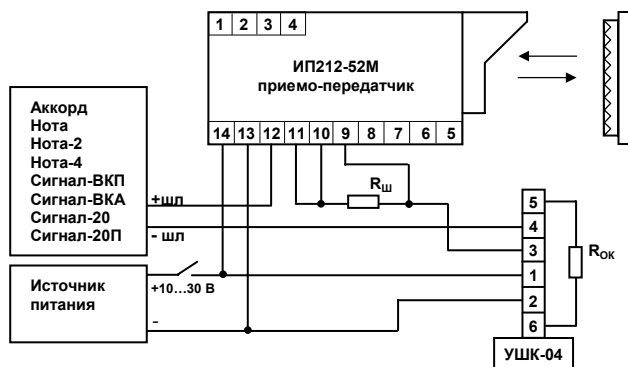 1 2 3 4
ИП212-52М
приемо-передатчик
14 13 12 11 10 9 8 7 6 5
Аккорд
Нота
Нота-2
Нота-4
Сигнал-ВКП
Сигнал-ВКА
Сигнал-20
Сигнал-20П
+шл
- шл
RШ
Источник
питания
+10...30 В
-
5
4
3
1
2
6
RОК
УШК-04